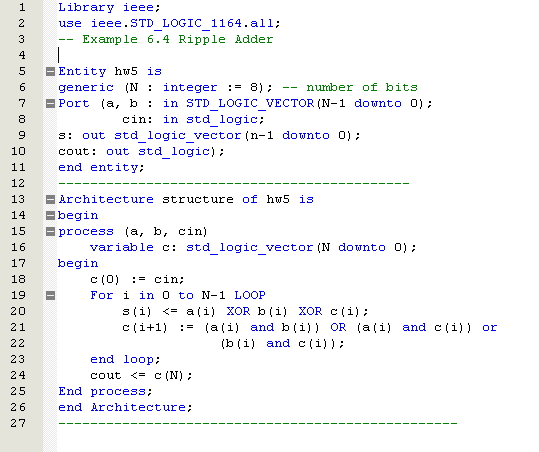 1 Library ieee;
2 use ieee.STD_LOGIC_1164.all;
3 -- Example 6.4 Ripple Adder
4
5 Entity hw5 is
6 generic (N : integer := 8); -- number of bits
7 Port (a, b : in STD_LOGIC_VECTOR(N-1 downto 0);
8         cin: in std_logic;
9 s: out std_logic_vector(n-1 downto 0);
10 cout: out std_logic);
11 end entity;
12 --------------------------------------------
13 Architecture structure of hw5 is
14 begin
15 process (a, b, cin)
16     variable c: std_logic_vector(N downto 0);
17 begin
18     c(0) := cin;
19     For i in 0 to N-1 LOOP
20         s(i) <= a(i) XOR b(i) XOR c(i);
21         c(i+1) := (a(i) and b(i)) OR (a(i) and c(i)) or
22                     (b(i) and c(i));
23     end loop;
24     cout <= c(N);
25 End process;
26 end Architecture;
27 --------------------------------------------------